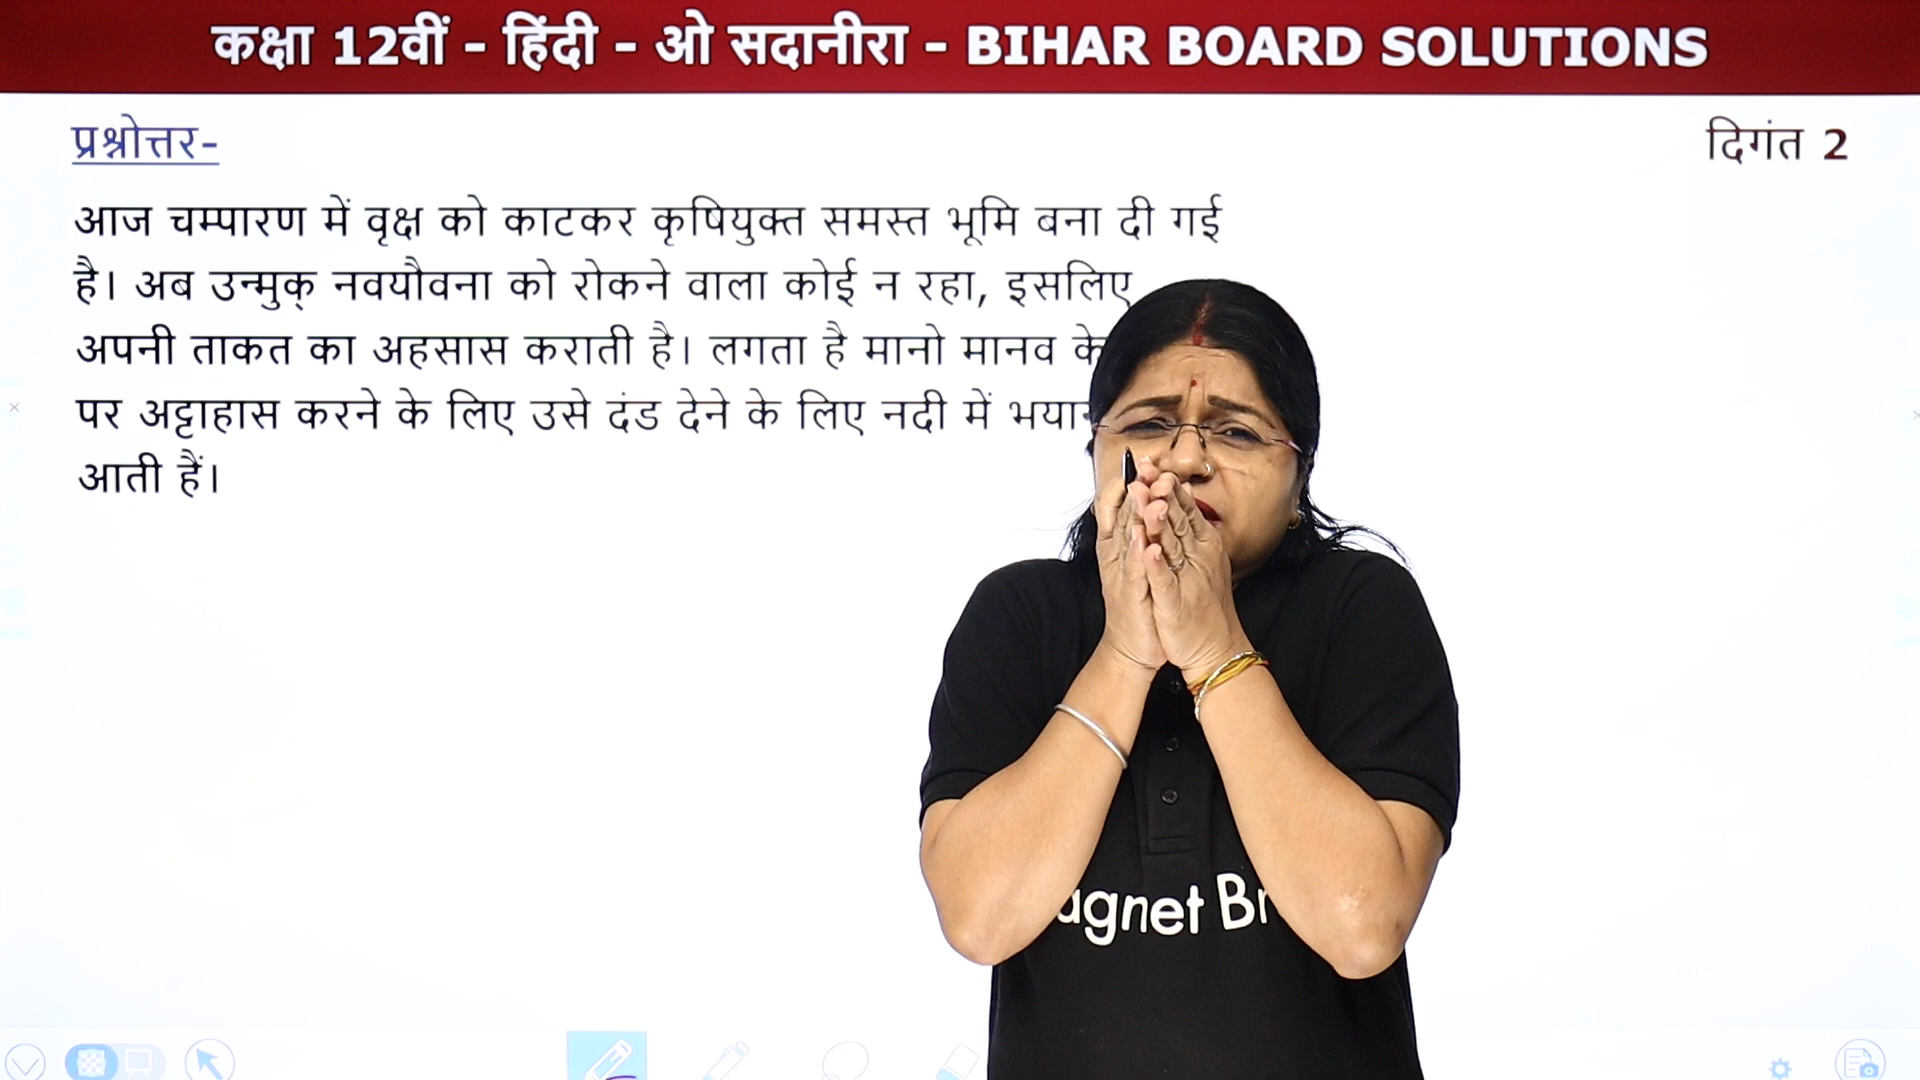 कक्षा 12वीं - हिंदी - ओ सदानीरा - BIHAR BOARD SOLUTIONS
प्रश्नोत्तर-
दिगंत 2
आज चम्पारण में वृक्ष को काटकर कृषियुक्त समस्त भूमि बना दी गई
है। अब उन्मुक् नवयौवना को रोकने वाला कोई न रहा, इसलिए
अपनी ताकत का अहसास कराती है। लगता है मानो मानव के
पर अट्टाहास करने के लिए उसे दंड देने के लिए नदी में
आती हैं।